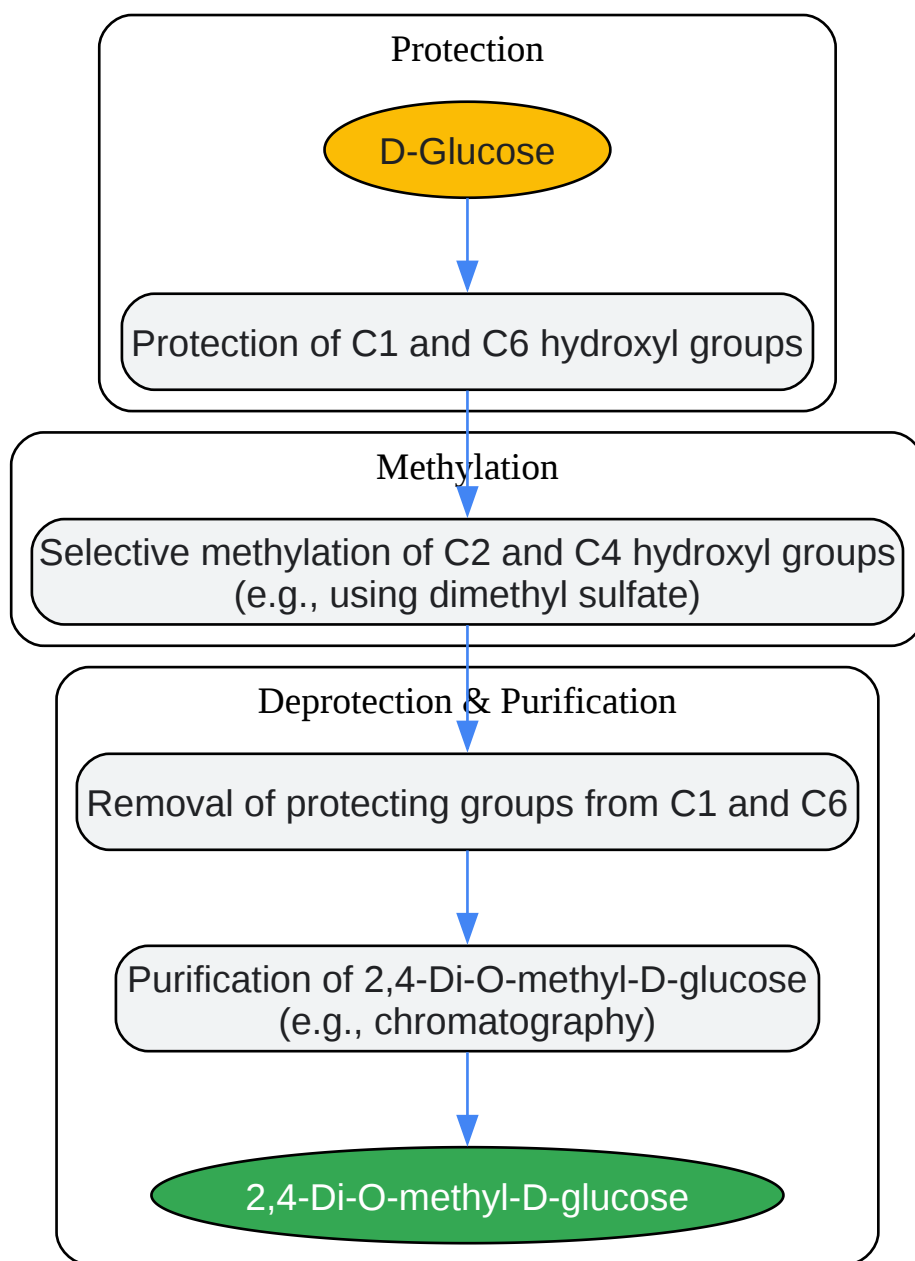 Protection
D-Glucose
Protection of C1 and C6 hydroxyl groups
Methylation
Selective methylation of C2 and C4 hydroxyl groups
(e.g., using dimethyl sulfate)
Deprotection & Purification
Removal of protecting groups from C1 and C6
Purification of 2,4-Di-O-methyl-D-glucose
(e.g., chromatography)
2,4-Di-O-methyl-D-glucose